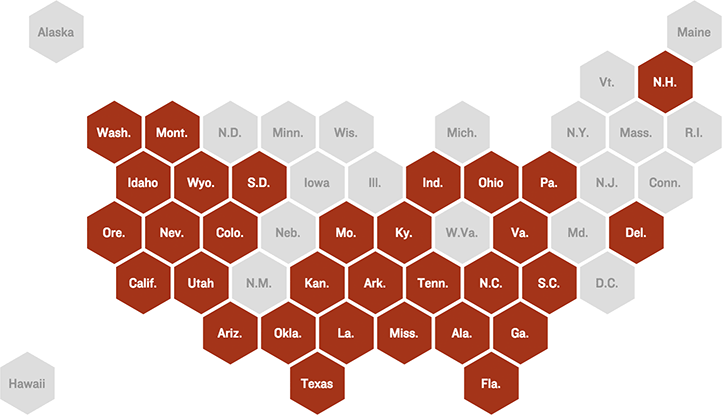 Alaska
Maine
Vt.
N.H.
Wash.
Mont.
N.D.
Minn.
Wis.
Mich.
N.Y.
Mass.
R.I.
Idaho
Wyo.
S.D.
Iowa
Ill.
Ind.
Ohio
Pa.
N.J.
Conn.
Ore.
Nev.
Colo.
Neb.
Mo.
Ky.
W.Va.
Va.
Md.
Del.
Calif.
Utah
N.M.
Kan.
Ark.
Tenn.
N.C.
S.C.
D.C.
Ariz.
Okla.
La.
Miss.
Ala.
Ga.
Hawaii
Texas
Fla.